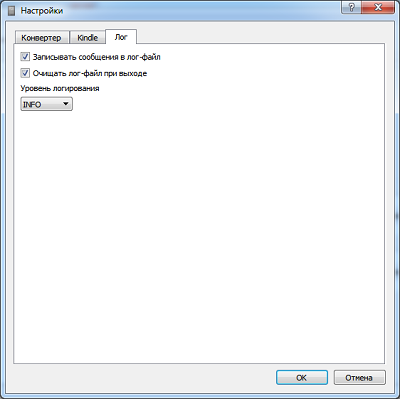 Настройки
Конвертер Kindle Лог
Записывать сообщения в лог-файл
Очищать лог-файл при выходе
Уровень логирования
INFO
OK Отмена